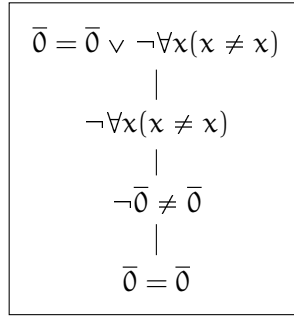 0̅ = 0̅ ∨ ¬∀x(x ≠ x)
¬∀x(x ≠ x)
¬0̅ ≠ 0̅
0̅ = 0̅